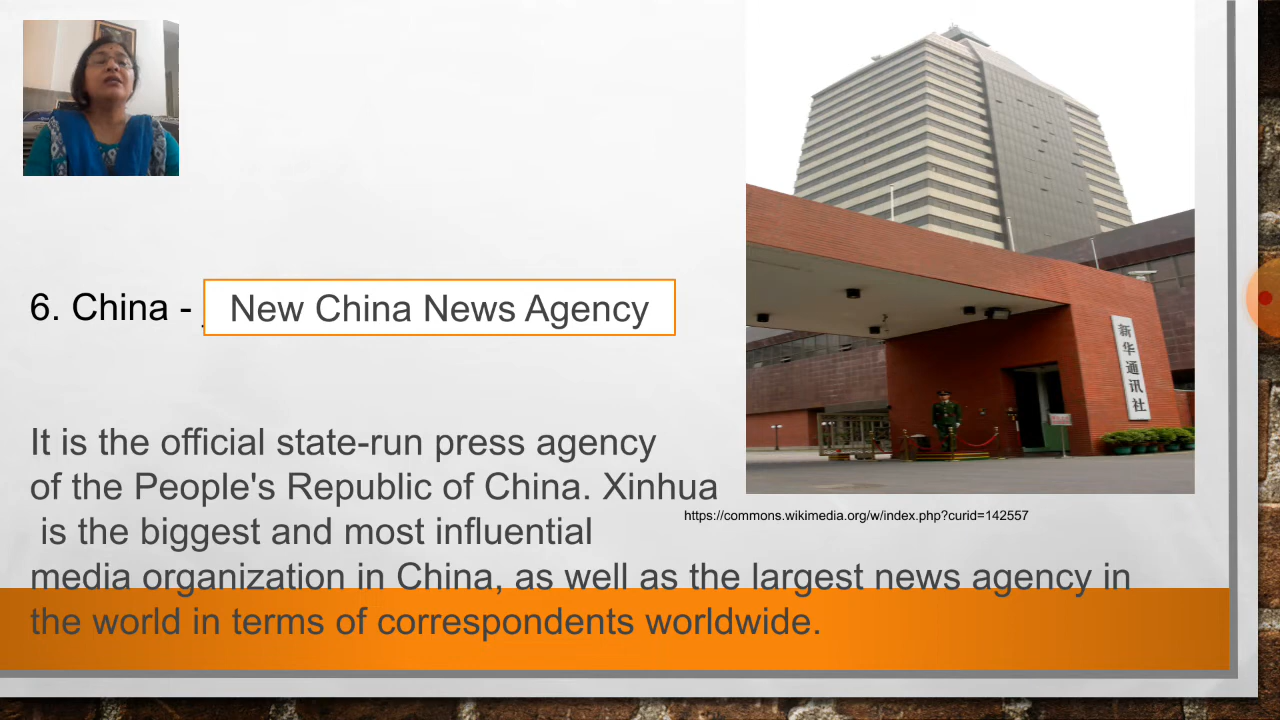 6. China -
New China News Agency
新华通讯社
It is the official state-run press agency
of the People's Republic of China. Xinhua
is the biggest and most influential
https://commons.wikimedia.org/w/index.php?curid=142557
media organization in China, as well as the largest news agency in
the world in terms of correspondents worldwide.